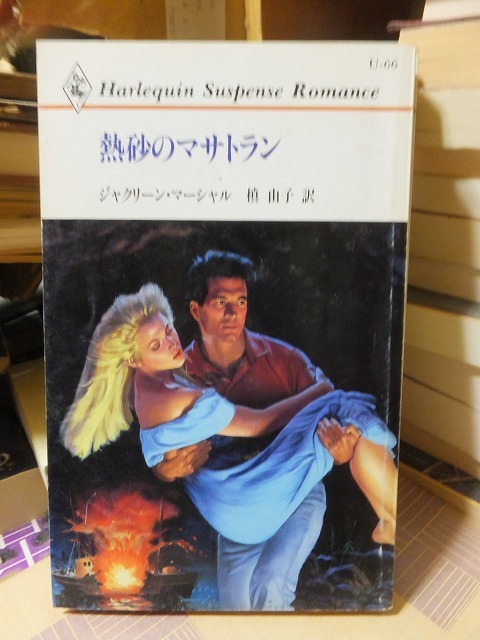 U-66
Harlequin Suspense Romance
熱砂のマサトラン
ジャクリーン・マーシャル　槙 由子 訳